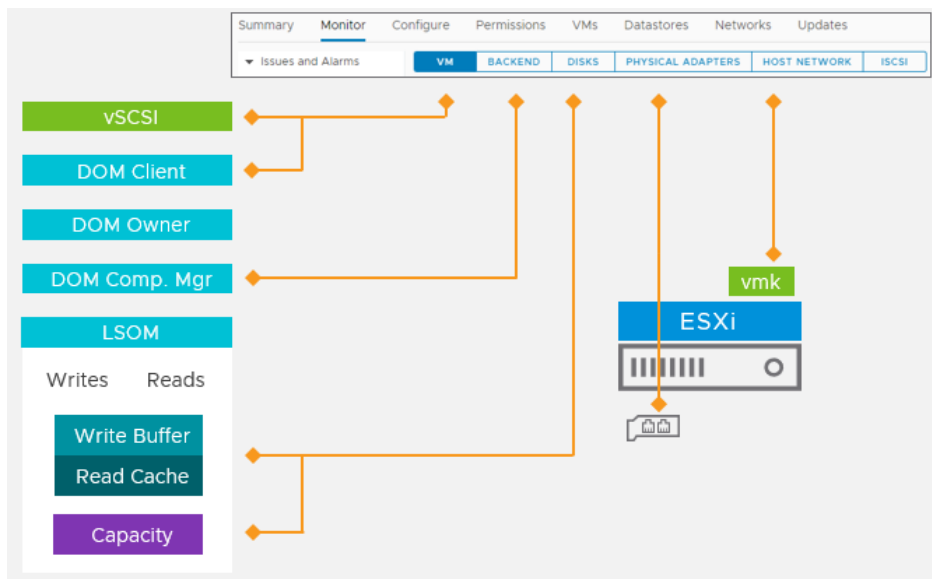 Summary Monitor Configure Permissions VMs Datastores Networks Updates
Issues and Alarms VM BACKEND DISKS PHYSICAL ADAPTERS HOST NETWORK ISCSI
vSCSI
DOM Client
DOM Owner
DOM Comp. Mgr
LSOM
Writes Reads
Write Buffer
Read Cache
Capacity
vmk
ESXi